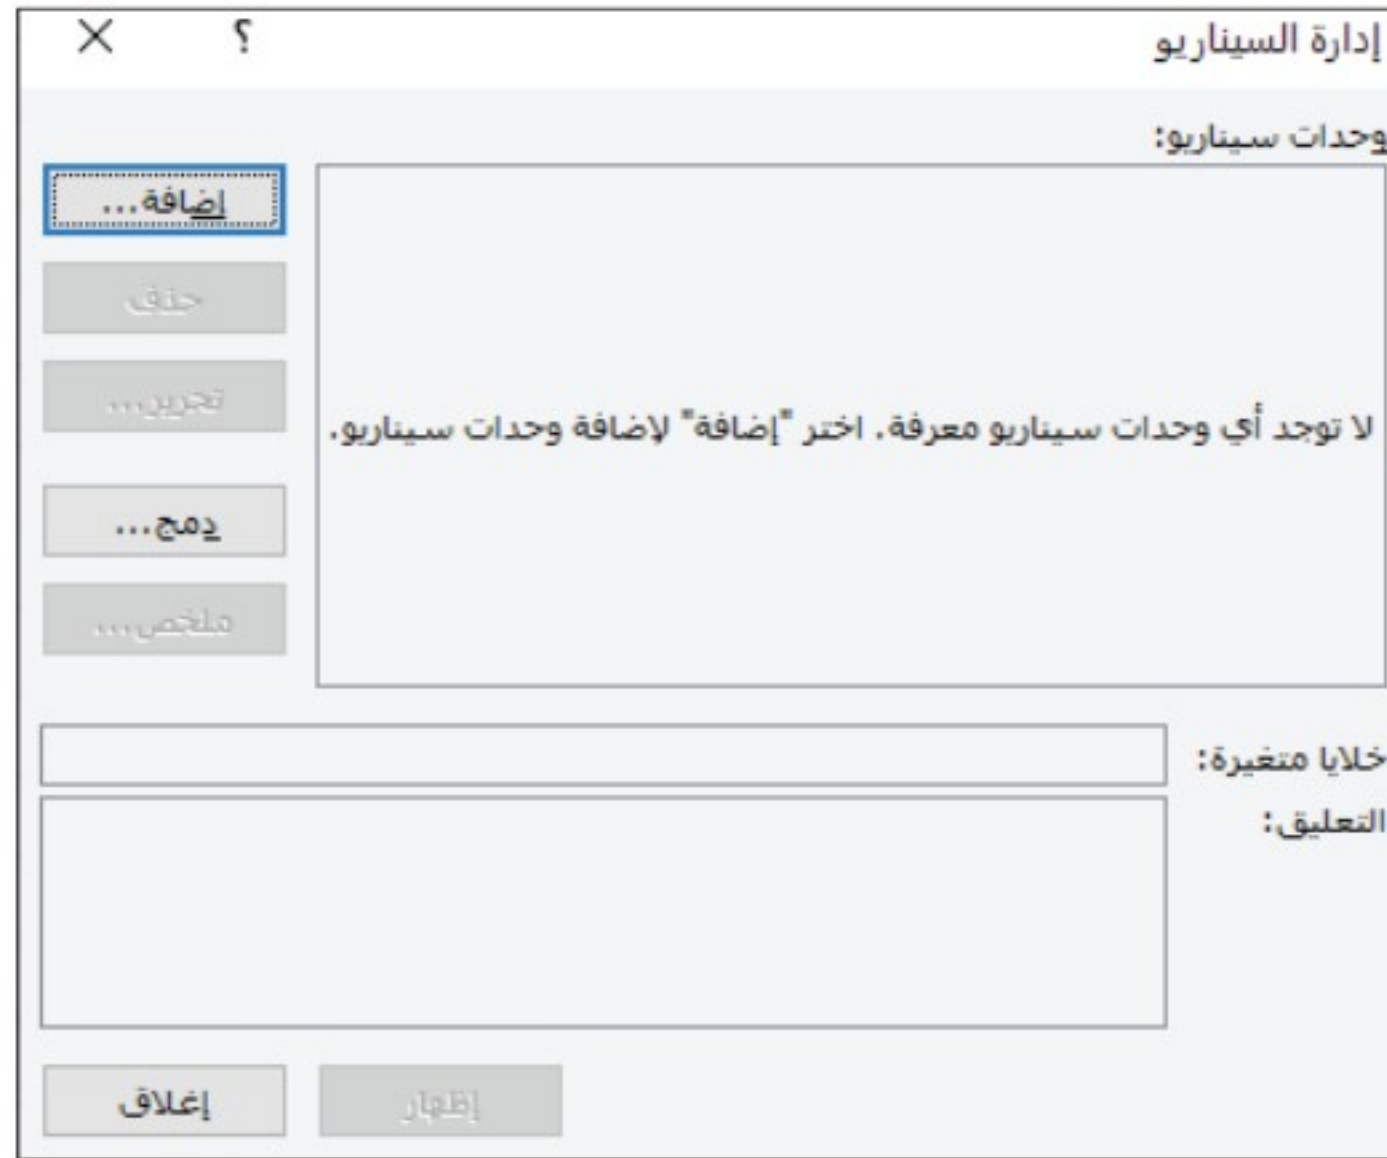 إدارة السيناريو
؟
وحدات سيناريو:
إضافة...
حذف
تحرير...
لا توجد أي وحدات سيناريو معرفة. اختر "إضافة" لإضافة وحدات سيناريو.
دمج...
ملخص...
خلايا متغيرة:
التعليق:
إظهار
إغلاق